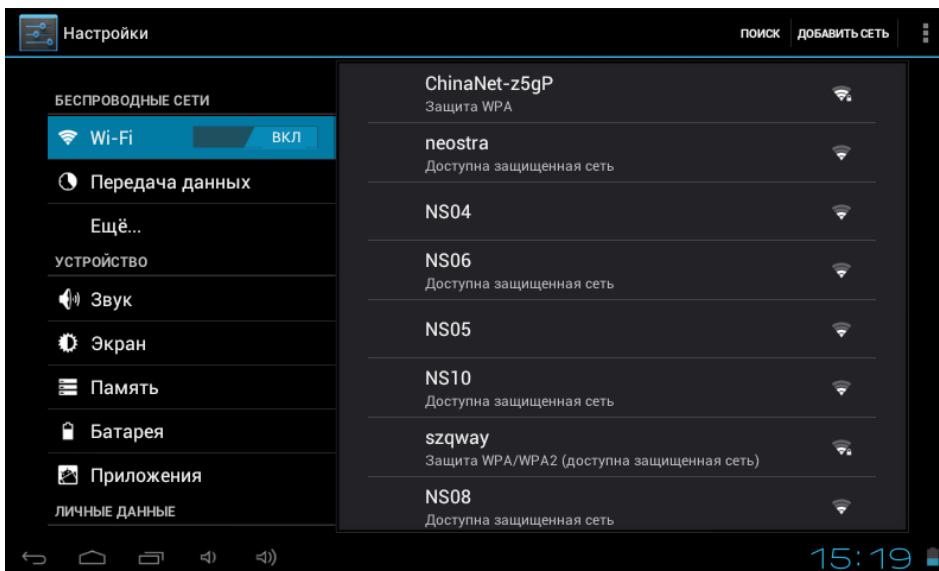 Настройки
ПОИСК
ДОБАВИТЬ СЕТЬ
БЕСПРОВОДНЫЕ СЕТИ
Wi-Fi
ВКЛ
Передача данных
Ещё...
УСТРОЙСТВО
Звук
Экран
Память
Батарея
Приложения
ЛИЧНЫЕ ДАННЫЕ
ChinaNet-z5gP
Защита WPA
neostra
Доступна защищенная сеть
NS04
NS06
Доступна защищенная сеть
NS05
NS10
Доступна защищенная сеть
szqway
Защита WPA/WPA2 (доступна защищенная сеть)
NS08
Доступна защищенная сеть
15:19